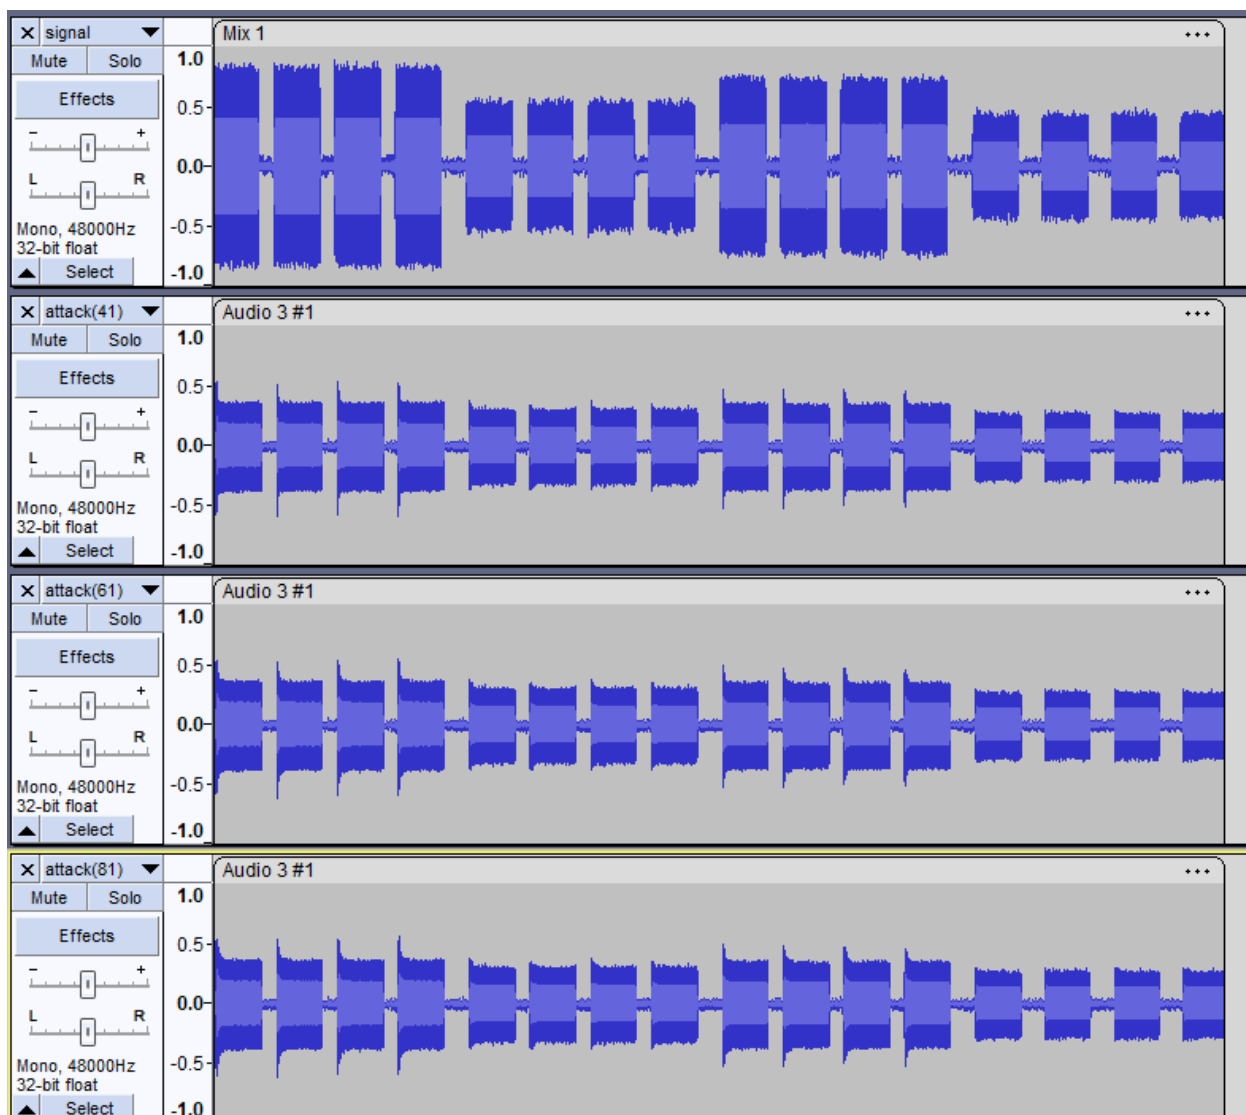 signal
Mix 1
Mute Solo
Effects
- +
L R
Mono, 48000Hz
32-bit float
Select
1.0
0.5-
0.0-
-0.5-
-1.0
attack(41)
Audio 3 #1
Mute Solo
Effects
- +
L R
Mono, 48000Hz
32-bit float
Select
1.0
0.5-
0.0-
-0.5-
-1.0
attack(61)
Audio 3 #1
Mute Solo
Effects
- +
L R
Mono, 48000Hz
32-bit float
Select
1.0
0.5-
0.0-
-0.5-
-1.0
attack(81)
Audio 3 #1
Mute Solo
Effects
- +
L R
Mono, 48000Hz
32-bit float
Select
1.0
0.5-
0.0-
-0.5-
-1.0